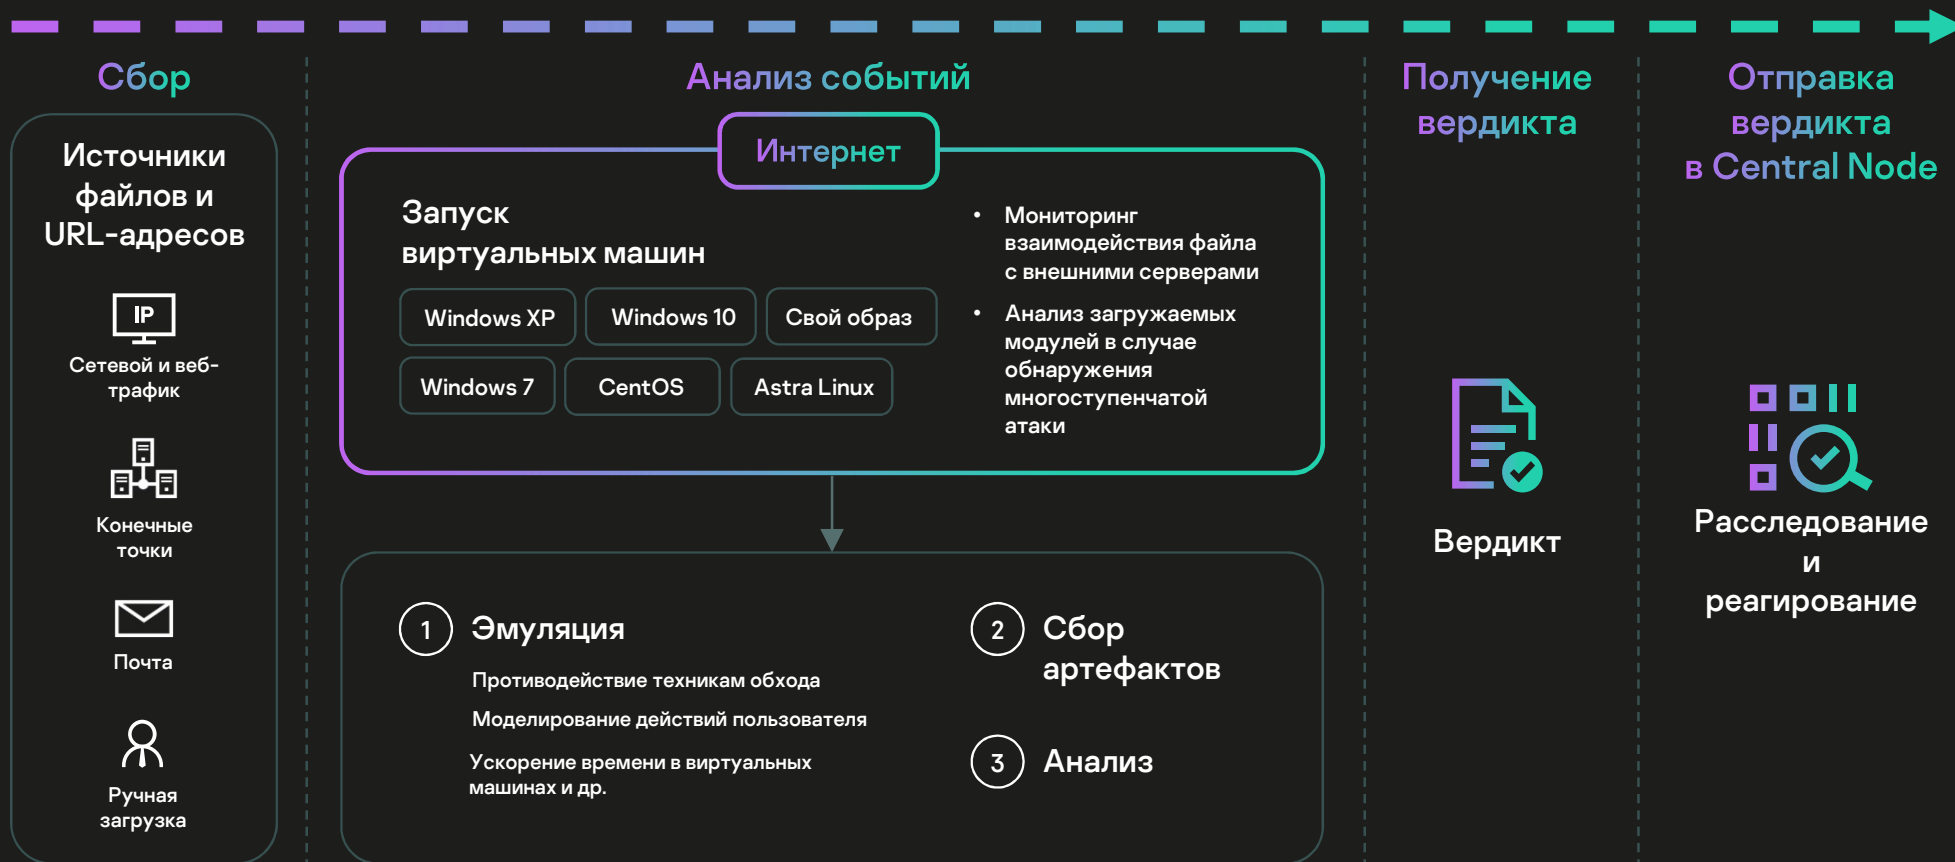 Сбор
Источники
файлов и
URL-адресов
IP
Сетевой и веб-
трафик
Конечные
точки
Почта
Ручная
загрузка
Анализ событий
Интернет
Запуск
виртуальных машин
Windows XP
Windows 10
Свой образ
Windows 7
CentOS
Astra Linux
• Мониторинг
взаимодействия файла
с внешними серверами
• Анализ загружаемых
модулей в случае
обнаружения
многоступенчатой
атаки
1 Эмуляция
Противодействие техникам обхода
Моделирование действий пользователя
Ускорение времени в виртуальных
машинах и др.
2 Сбор
артефактов
3 Анализ
Получение
вердикта
Вердикт
Отправка
вердикта
в Central Node
Расследование
и
реагирование